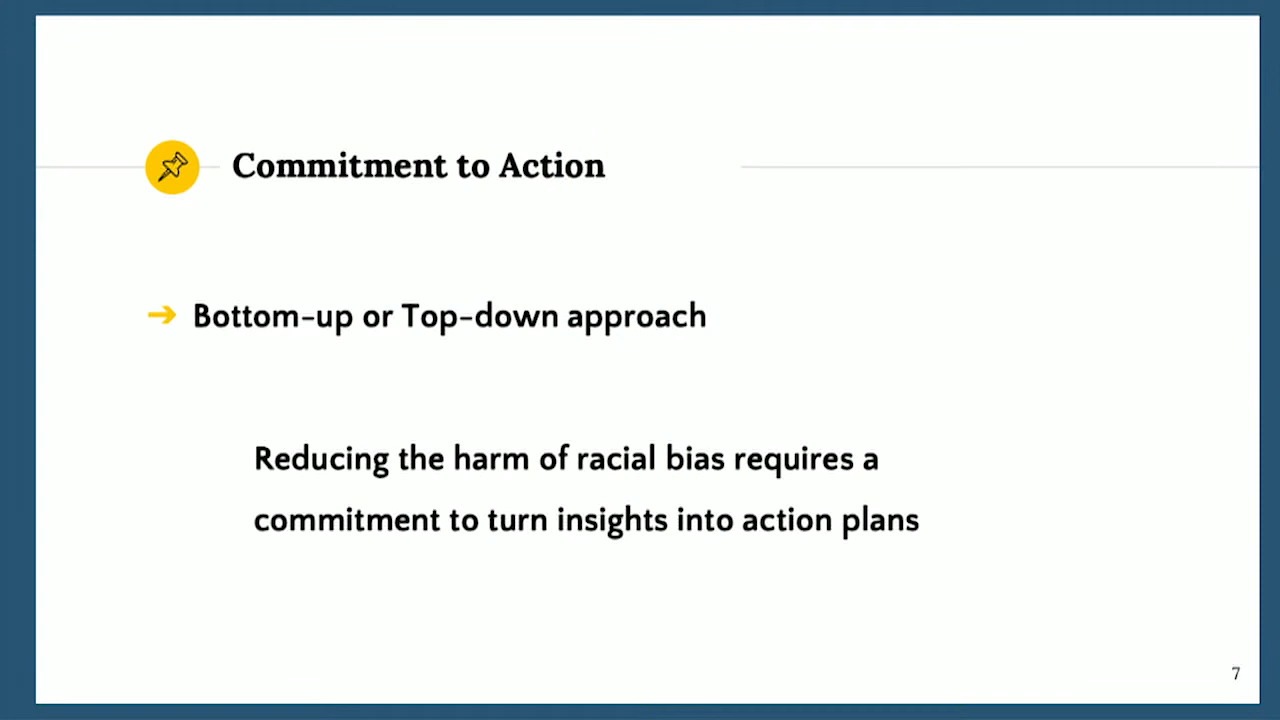 Commitment to Action
➔ Bottom-up or Top-down approach
Reducing the harm of racial bias requires a
commitment to turn insights into action plans
7